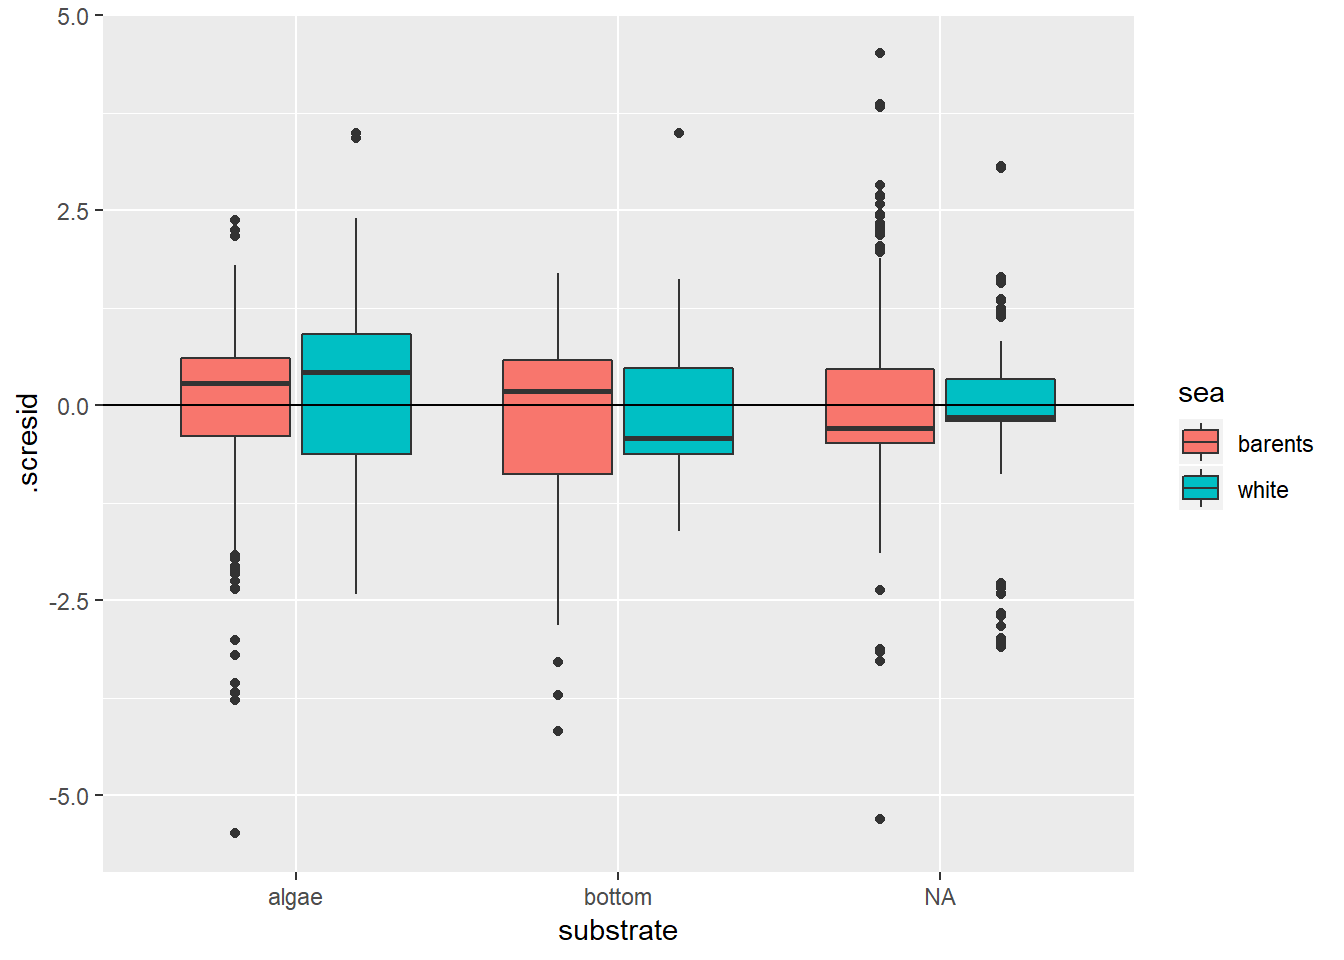 5.0
2.5
0.0
-2.5
-5.0
.scresid
algae
bottom
NA
substrate
sea
barents
white